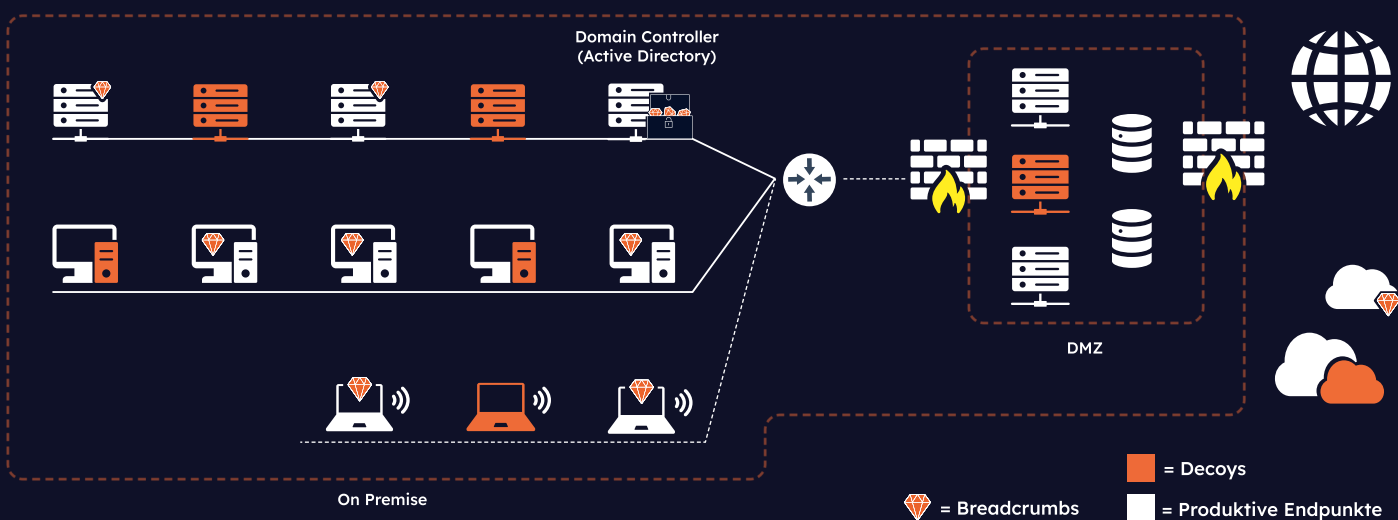 Domain Controller
(Active Directory)
DMZ
On Premise
= Decoys
= Breadcrumbs
= Produktive Endpunkte